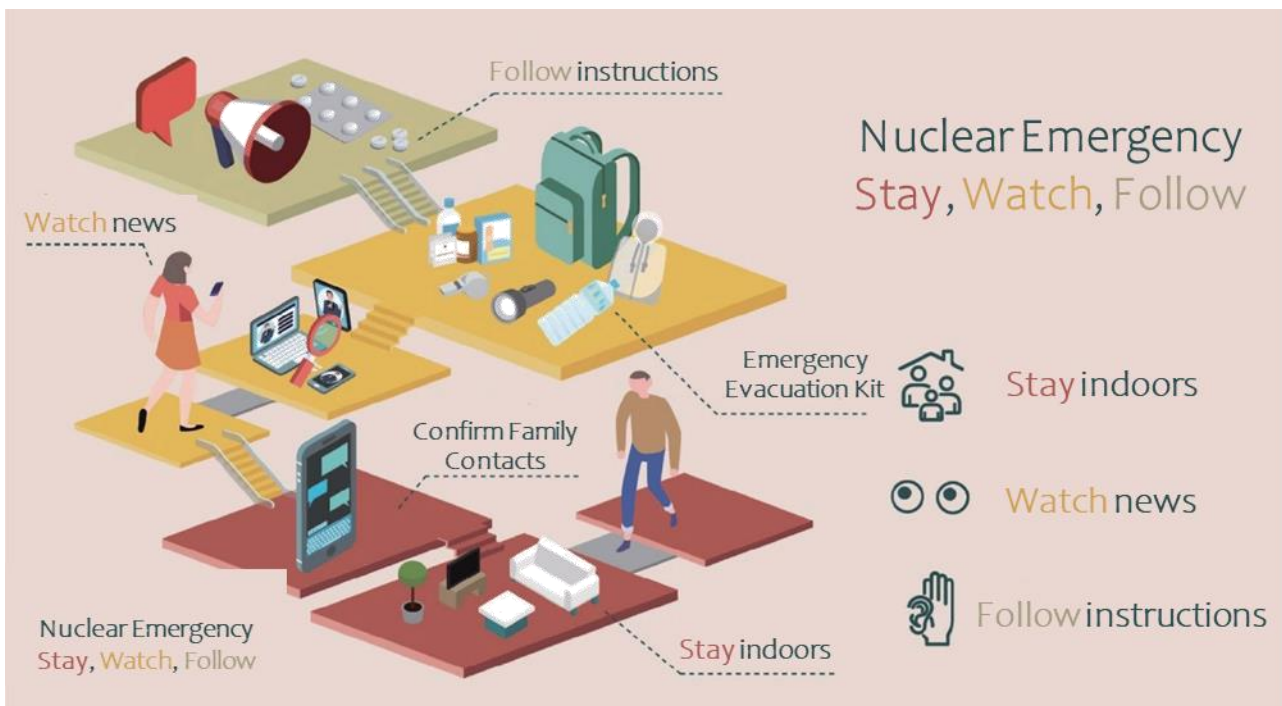 Follow instructions
Nuclear Emergency
Stay, Watch, Follow
Watch news
Emergency
Evacuation Kit
Stay indoors
Confirm Family
Contacts
Watch news
Follow instructions
Nuclear Emergency
Stay, Watch, Follow
Stay indoors